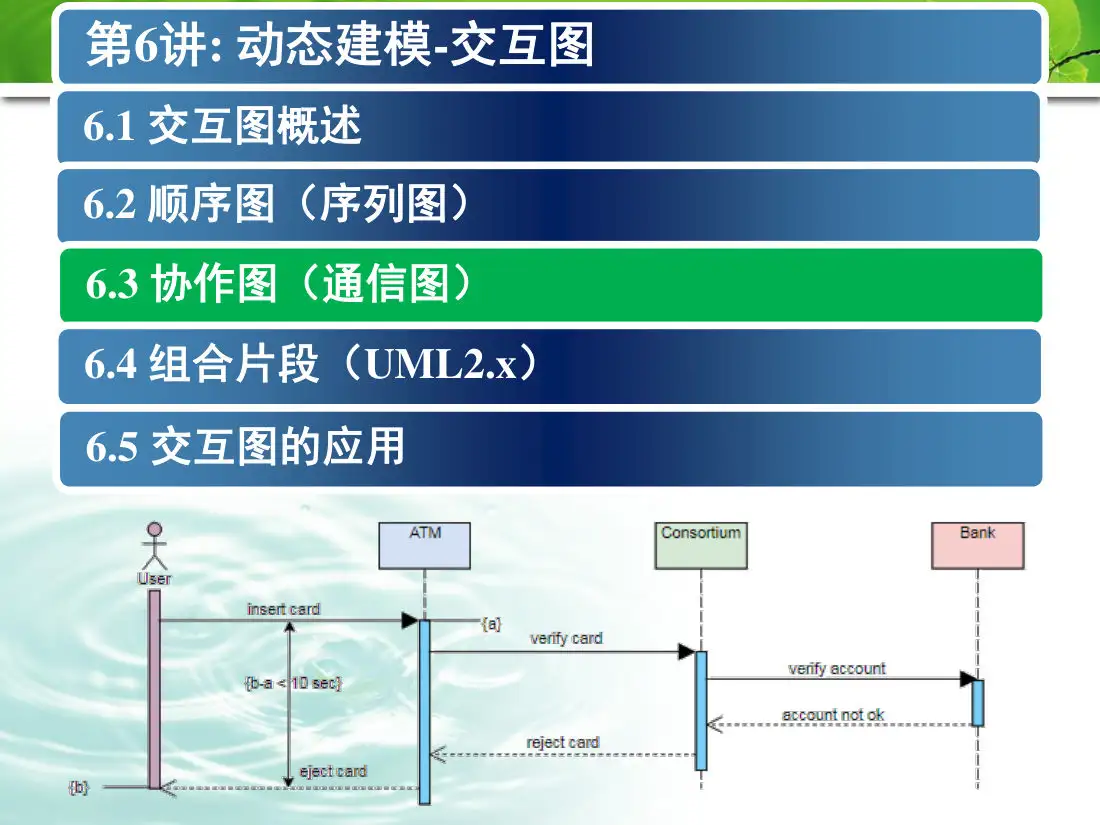 第6讲: 动态建模-交互图
6.1 交互图概述
6.2 顺序图（序列图）
6.3 协作图（通信图）
6.4 组合片段（UML2.x）
6.5 交互图的应用
ATM
Consortium
Bank
User
insert card
{a}
verify card
verify account
{b-a < 10 sec}
account not ok
reject card
eject card
{b}